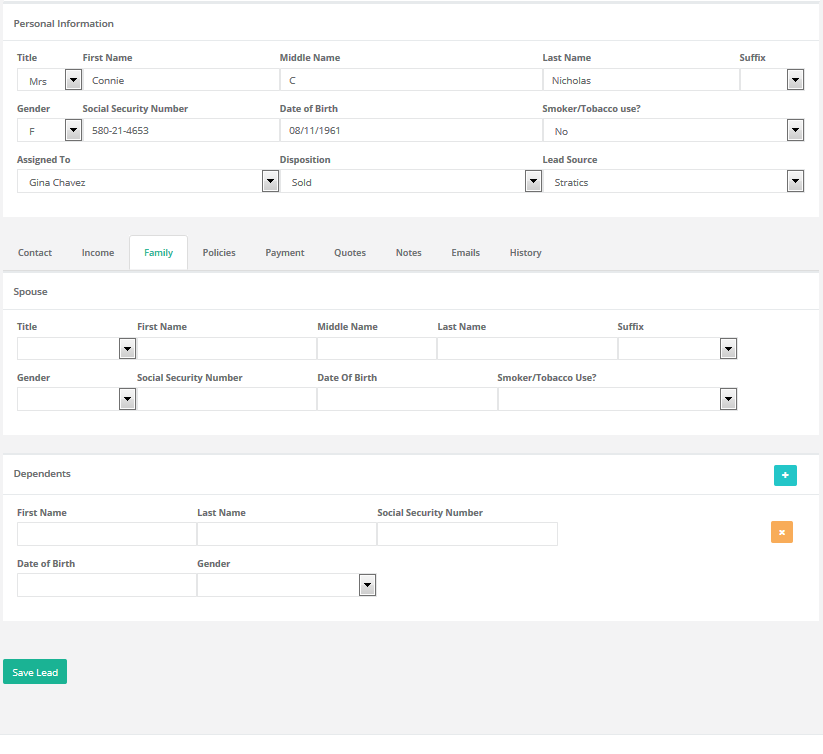 Personal Information
Title First Name Middle Name Last Name Suffix
Mrs Connie C Nicholas
Gender Social Security Number Date of Birth Smoker/Tobacco use?
F 580-21-4653 08/11/1961 No
Assigned To Disposition Lead Source
Gina Chavez Sold Stratics
Contact Income Family Policies Payment Quotes Notes Emails History
Spouse
Title First Name Middle Name Last Name Suffix
Gender Social Security Number Date Of Birth Smoker/Tobacco Use?
Dependents
First Name Last Name Social Security Number
Date of Birth Gender
Save Lead